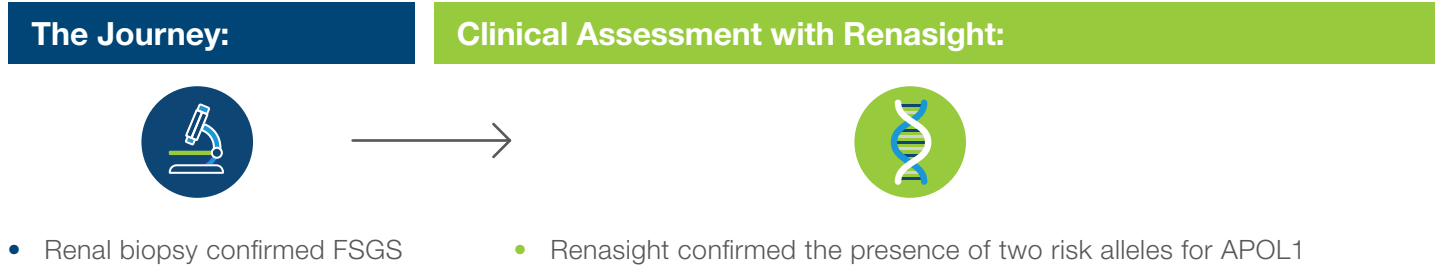 The Journey:
Clinical Assessment with Renasight:
• Renal biopsy confirmed FSGS
• Renasight confirmed the presence of two risk alleles for APOL1